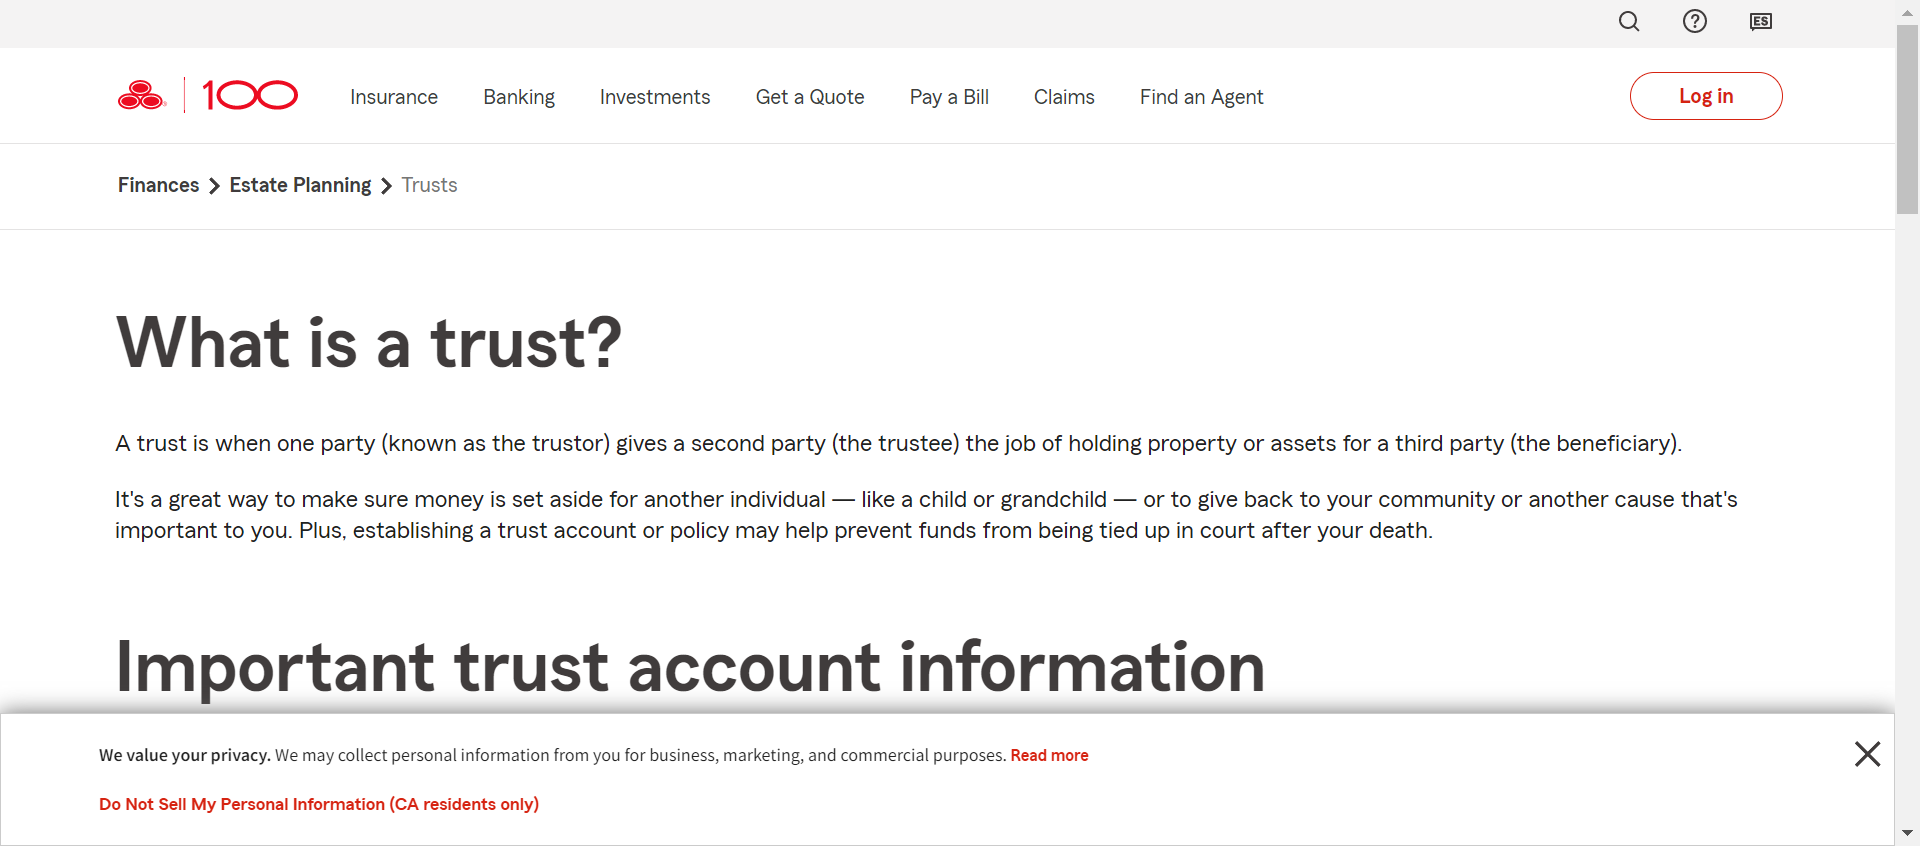 ES
100
Insurance
Banking
Investments
Get a Quote
Pay a Bill
Claims
Find an Agent
Log in
Finances
Estate Planning
Trusts
What is a trust?
A trust is when one party (known as the trustor) gives a second party (the trustee) the job of holding property or assets for a third party (the beneficiary).
It's a great way to make sure money is set aside for another individual — like a child or grandchild — or to give back to your community or another cause that's
important to you. Plus, establishing a trust account or policy may help prevent funds from being tied up in court after your death.
Important trust account information
We value your privacy. We may collect personal information from you for business, marketing, and commercial purposes. Read more
Do Not Sell My Personal Information (CA residents only)